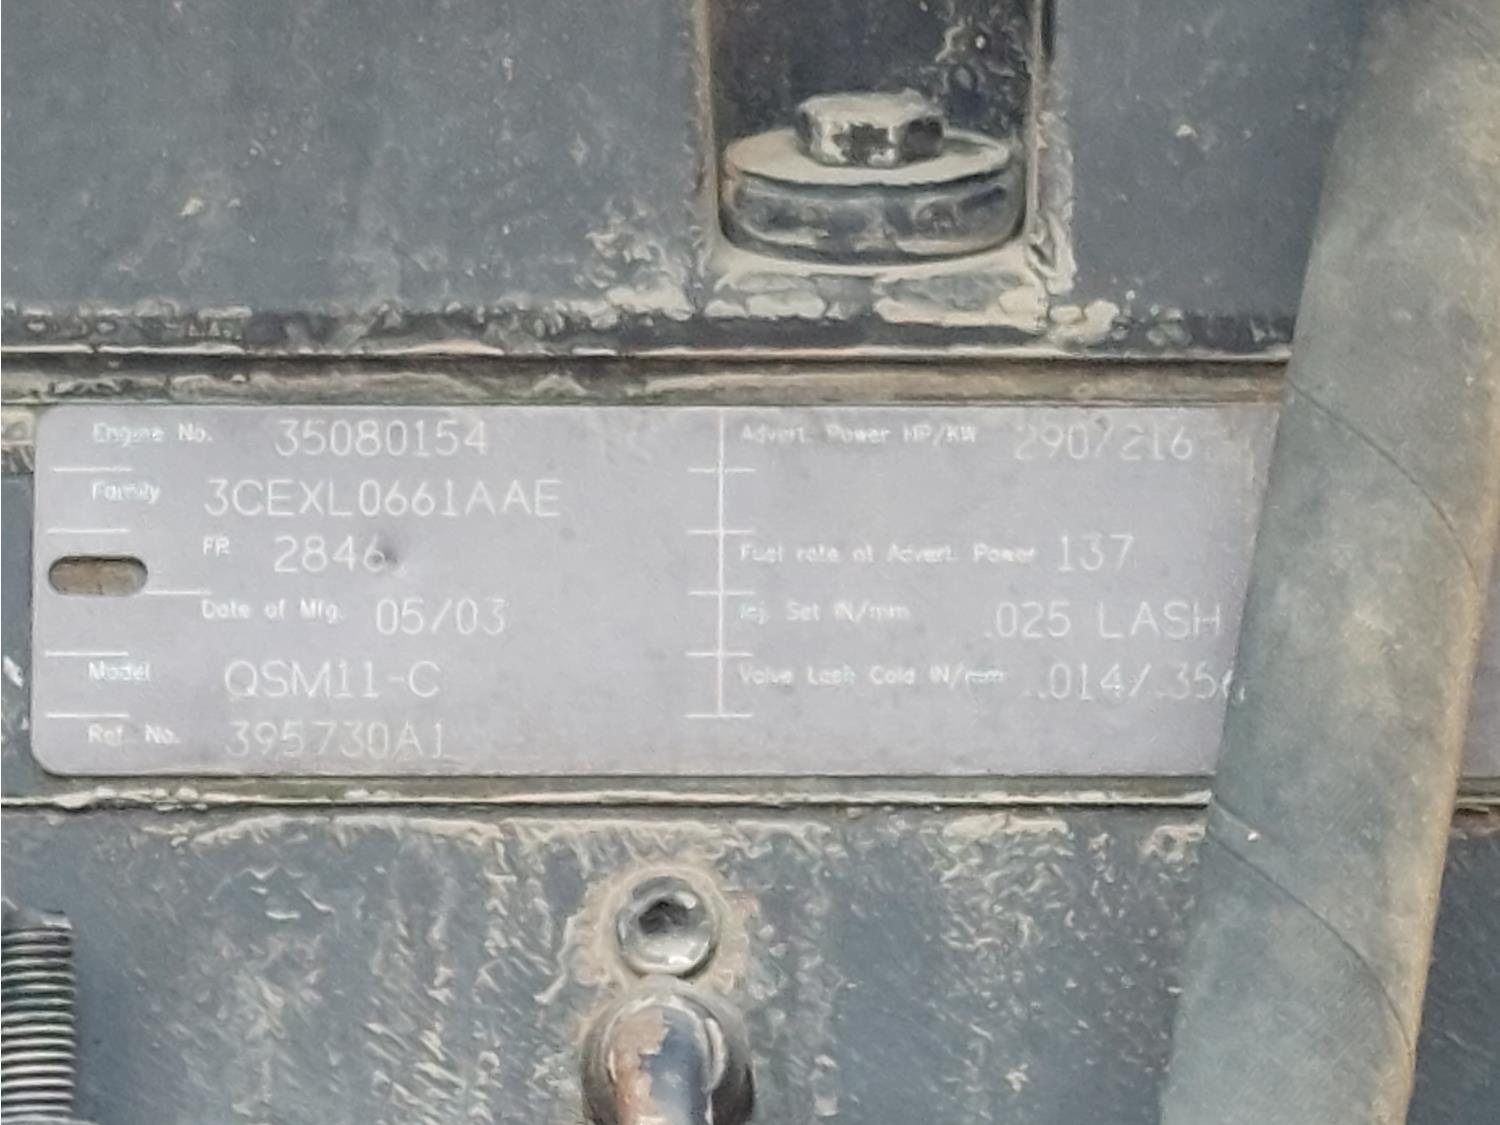 Engine No. 35080154
Family 3CEXL0661AAE
FR 2846
Date of Mfg. 05/03
Model QSM11-C
Ref. No. 395730A1
Advert. Power HP/KW 290/216
Fuel rate at Advert. Power 137
Inj. Set IN/mm .025 LASH
Valve Lash Cold IN/mm .014/.356